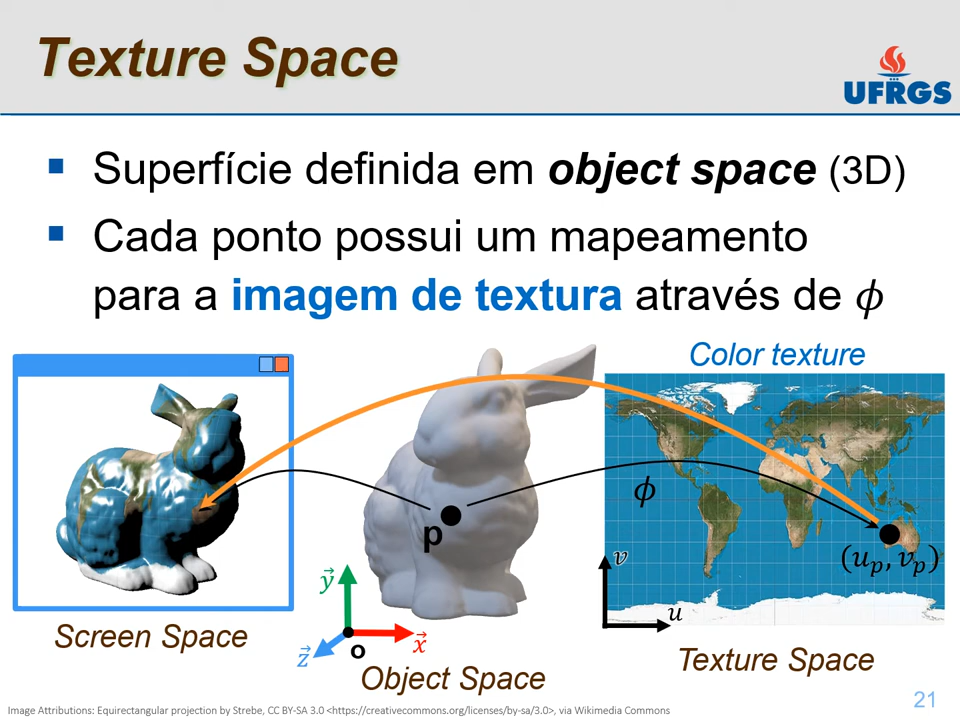 Texture Space
UFRGS
Superfície definida em object space (3D)
Cada ponto possui um mapeamento
para a imagem de textura através de ϕ
Color texture
ϕ
p
(u_p, v_p)
v
u
y⃗
z⃗
o
x⃗
Screen Space
Object Space
Texture Space
21
Image Attributions: Equirectangular projection by Strebe, CC BY-SA 3.0 <https://creativecommons.org/licenses/by-sa/3.0>, via Wikimedia Commons